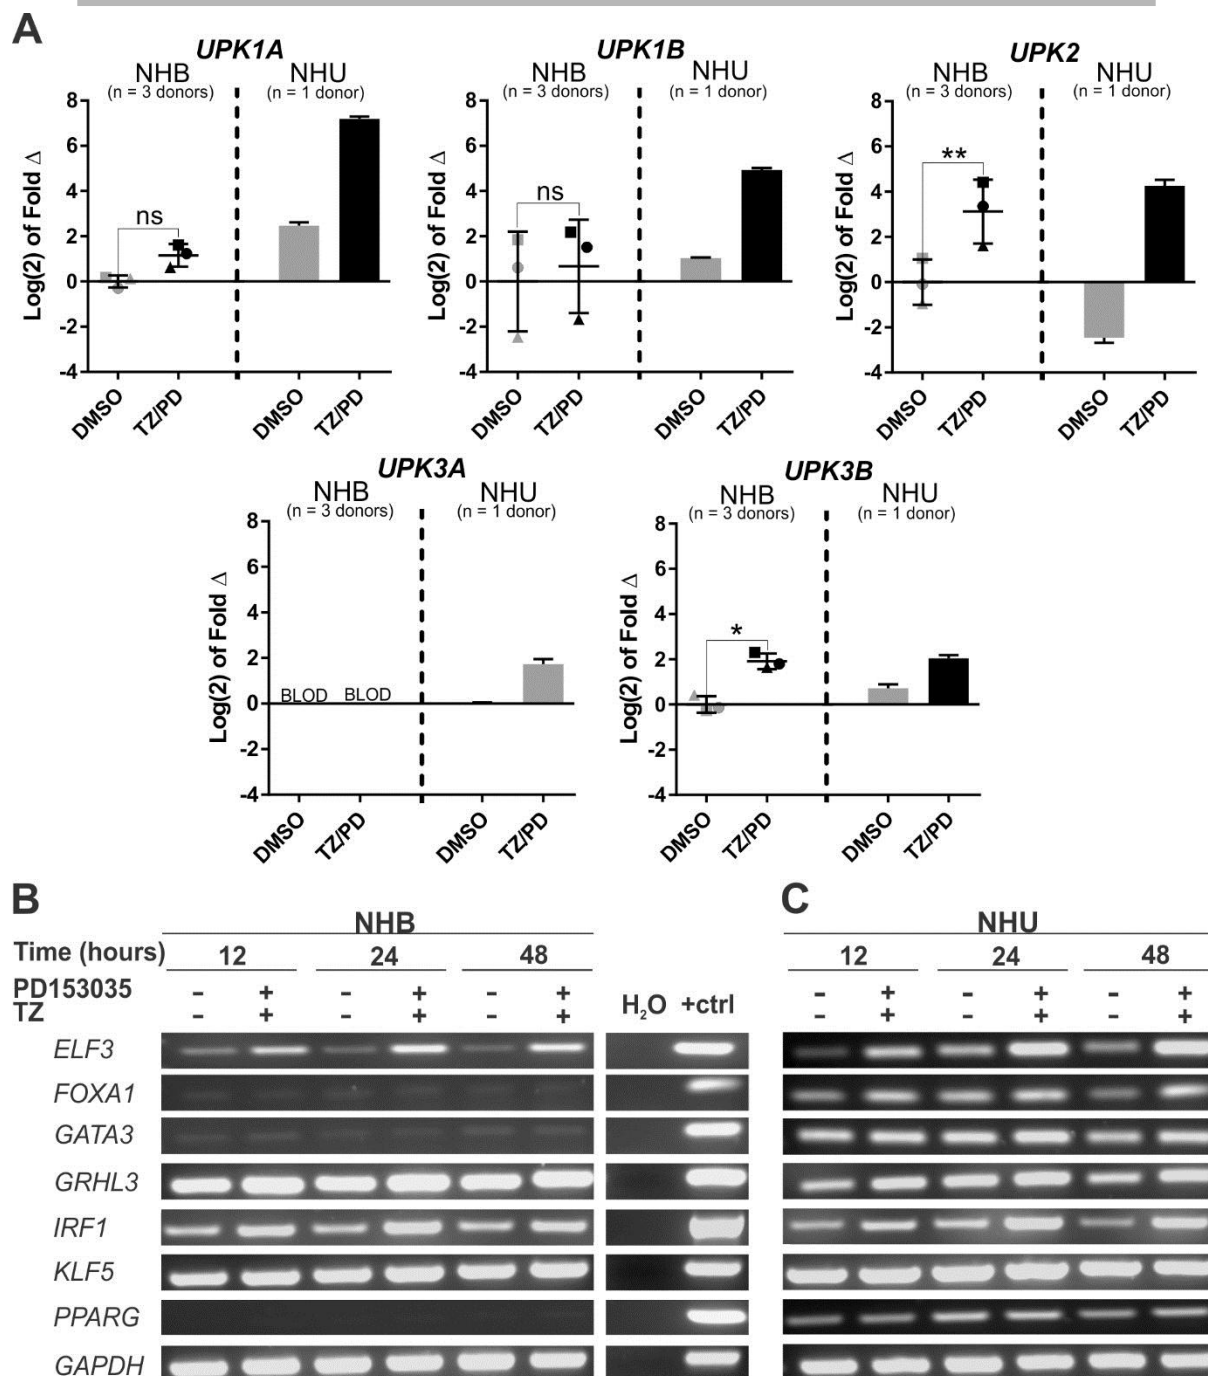 A
UPK1A
NHB
(n = 3 donors)
NHU
(n = 1 donor)
Log(2) of Fold Δ
8
6
4
2
0
-2
-4
ns
DMSO
TZ/PD
DMSO
TZ/PD
UPK1B
NHB
(n = 3 donors)
NHU
(n = 1 donor)
Log(2) of Fold Δ
8
6
4
2
0
-2
-4
ns
DMSO
TZ/PD
DMSO
TZ/PD
UPK2
NHB
(n = 3 donors)
NHU
(n = 1 donor)
Log(2) of Fold Δ
8
6
4
2
0
-2
-4
**
DMSO
TZ/PD
DMSO
TZ/PD
UPK3A
NHB
(n = 3 donors)
NHU
(n = 1 donor)
Log(2) of Fold Δ
8
6
4
2
0
-2
-4
BLOD BLOD
DMSO
TZ/PD
DMSO
TZ/PD
UPK3B
NHB
(n = 3 donors)
NHU
(n = 1 donor)
Log(2) of Fold Δ
8
6
4
2
0
-2
-4
*
DMSO
TZ/PD
DMSO
TZ/PD
B
NHB
Time (hours) 12 24 48
PD153035 - + - + - +
TZ - + - + - +
H₂O +ctrl
ELF3
FOXA1
GATA3
GRHL3
IRF1
KLF5
PPARG
GAPDH
C
NHU
12 24 48
- + - + - +
- + - + - +